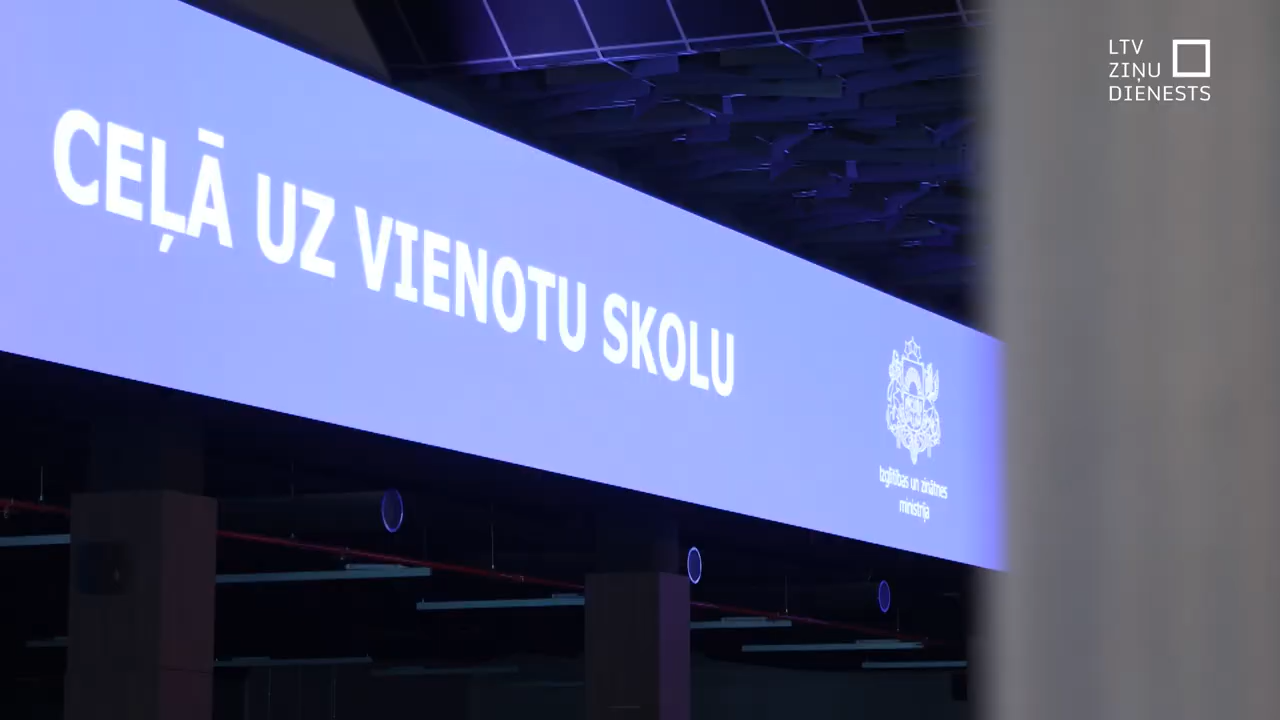 LTV
ZIŅU
DIENESTS
CEĻĀ UZ VIENOTU SKOLU
Izglītības un zinātnes
ministrija